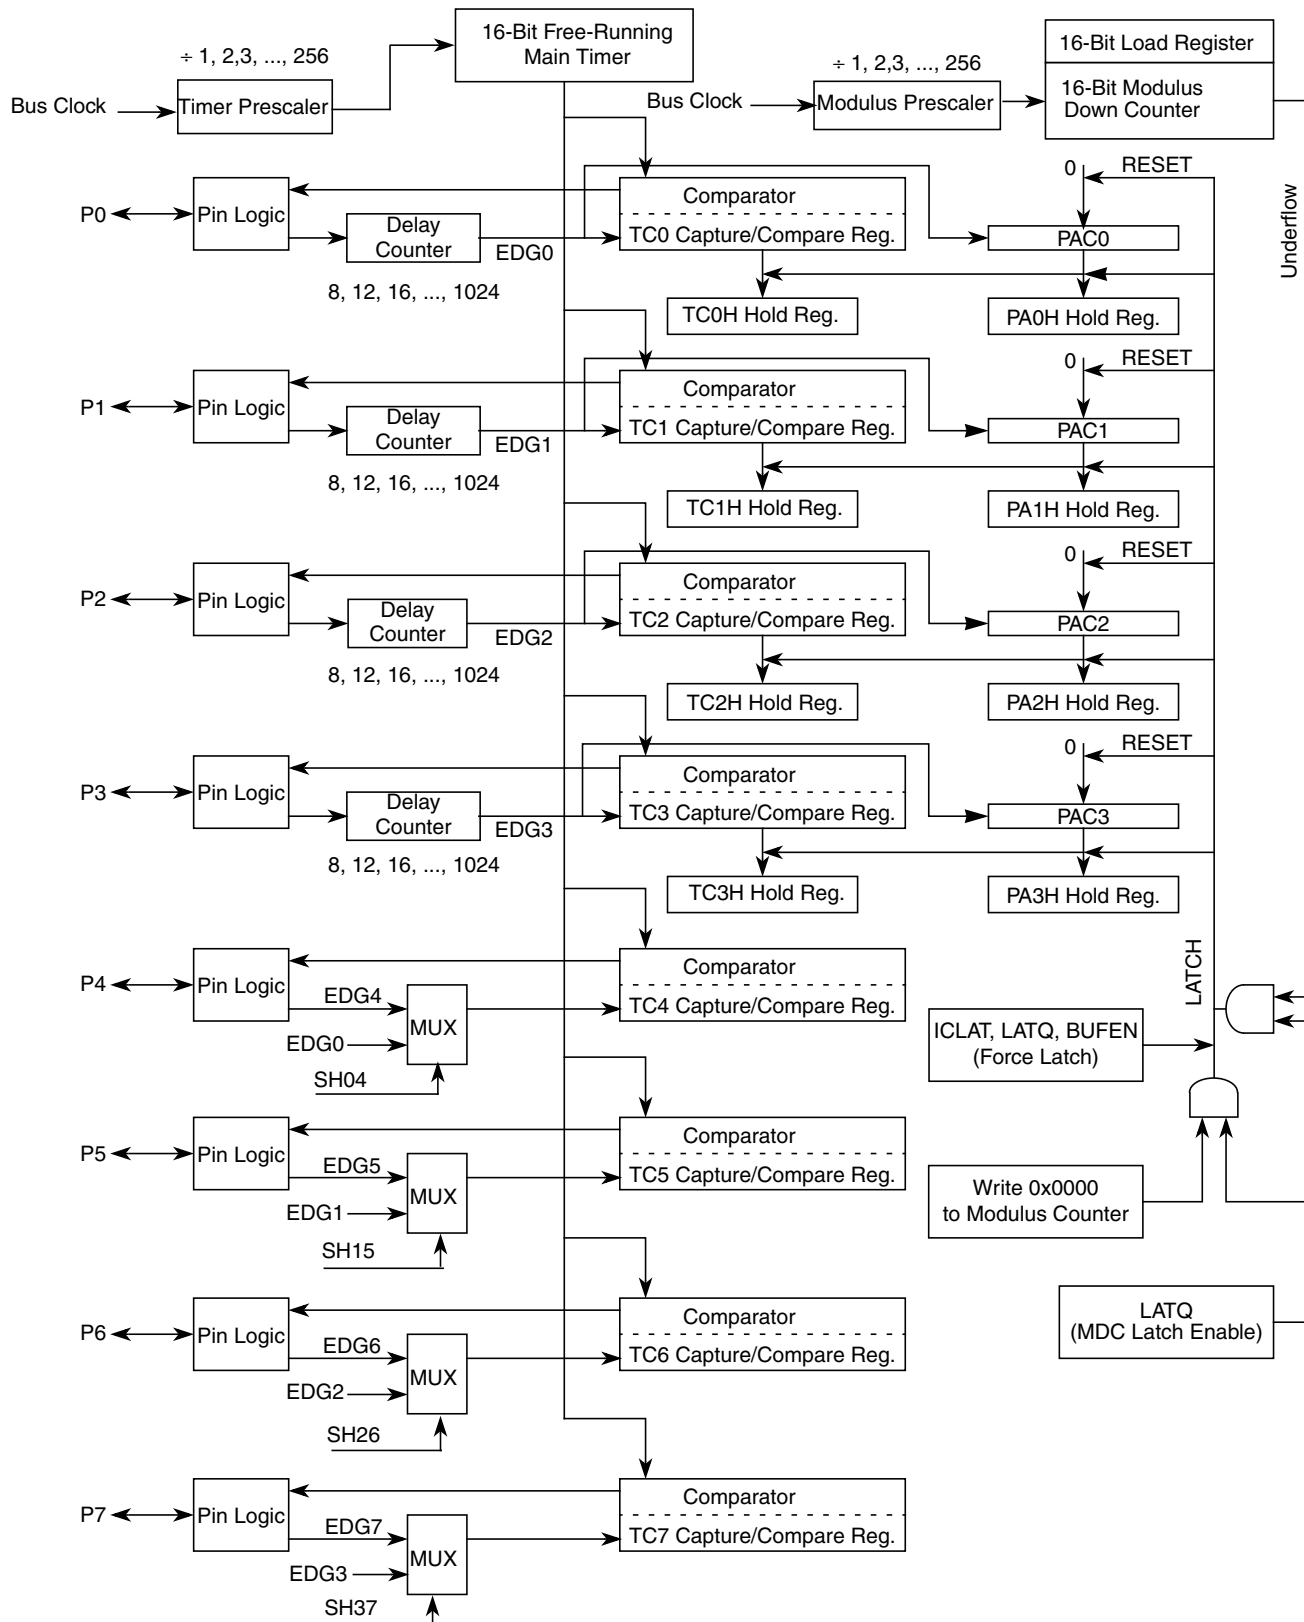 16-Bit Free-Running
Main Timer
16-Bit Load Register
16-Bit Modulus
Down Counter
÷ 1, 2,3, ..., 256
Bus Clock
Timer Prescaler
÷ 1, 2,3, ..., 256
Bus Clock
Modulus Prescaler
Underflow
P0
Pin Logic
Delay
Counter
EDG0
8, 12, 16, ..., 1024
Comparator
TC0 Capture/Compare Reg.
TC0H Hold Reg.
0
RESET
PAC0
PA0H Hold Reg.
P1
Pin Logic
Delay
Counter
EDG1
8, 12, 16, ..., 1024
Comparator
TC1 Capture/Compare Reg.
TC1H Hold Reg.
0
RESET
PAC1
PA1H Hold Reg.
P2
Pin Logic
Delay
Counter
EDG2
8, 12, 16, ..., 1024
Comparator
TC2 Capture/Compare Reg.
TC2H Hold Reg.
0
RESET
PAC2
PA2H Hold Reg.
P3
Pin Logic
Delay
Counter
EDG3
8, 12, 16, ..., 1024
Comparator
TC3 Capture/Compare Reg.
TC3H Hold Reg.
0
RESET
PAC3
PA3H Hold Reg.
LATCH
P4
Pin Logic
EDG4
EDG0
MUX
SH04
Comparator
TC4 Capture/Compare Reg.
ICLAT, LATQ, BUFEN
(Force Latch)
P5
Pin Logic
EDG5
EDG1
MUX
SH15
Comparator
TC5 Capture/Compare Reg.
Write 0x0000
to Modulus Counter
P6
Pin Logic
EDG6
EDG2
MUX
SH26
Comparator
TC6 Capture/Compare Reg.
LATQ
(MDC Latch Enable)
P7
Pin Logic
EDG7
EDG3
MUX
SH37
Comparator
TC7 Capture/Compare Reg.